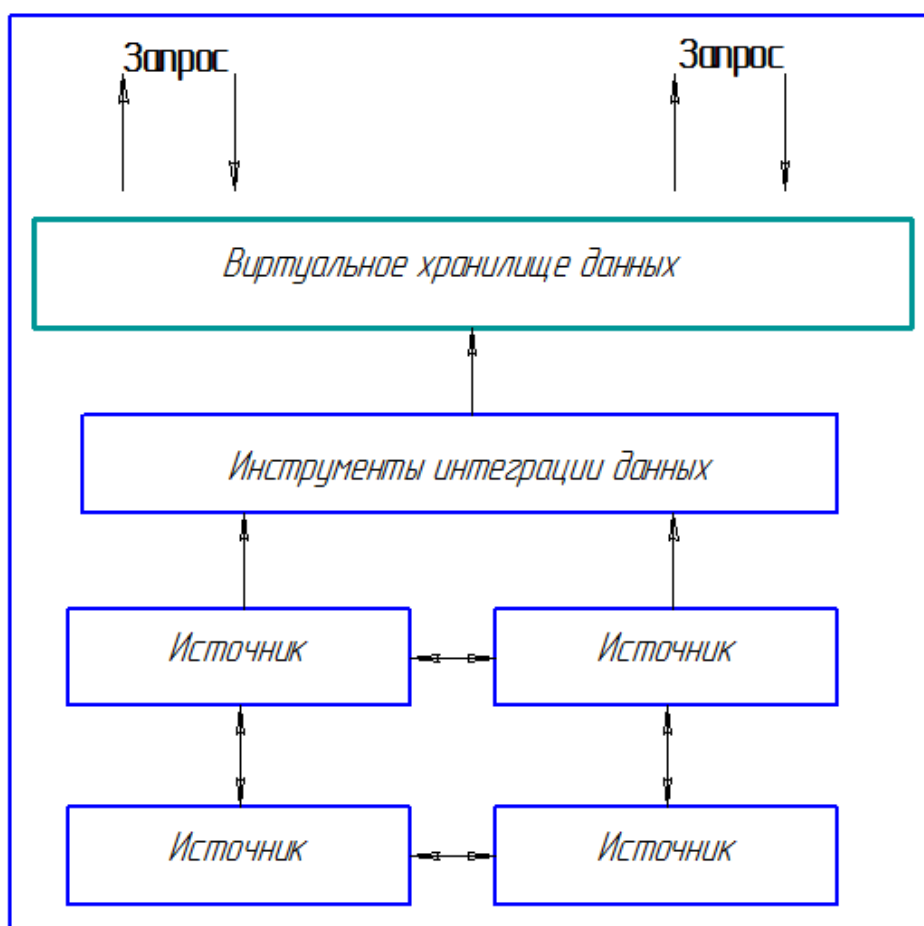 Запрос
Запрос
Виртуальное хранилище данных
Инструменты интеграции данных
Источник
Источник
Источник
Источник